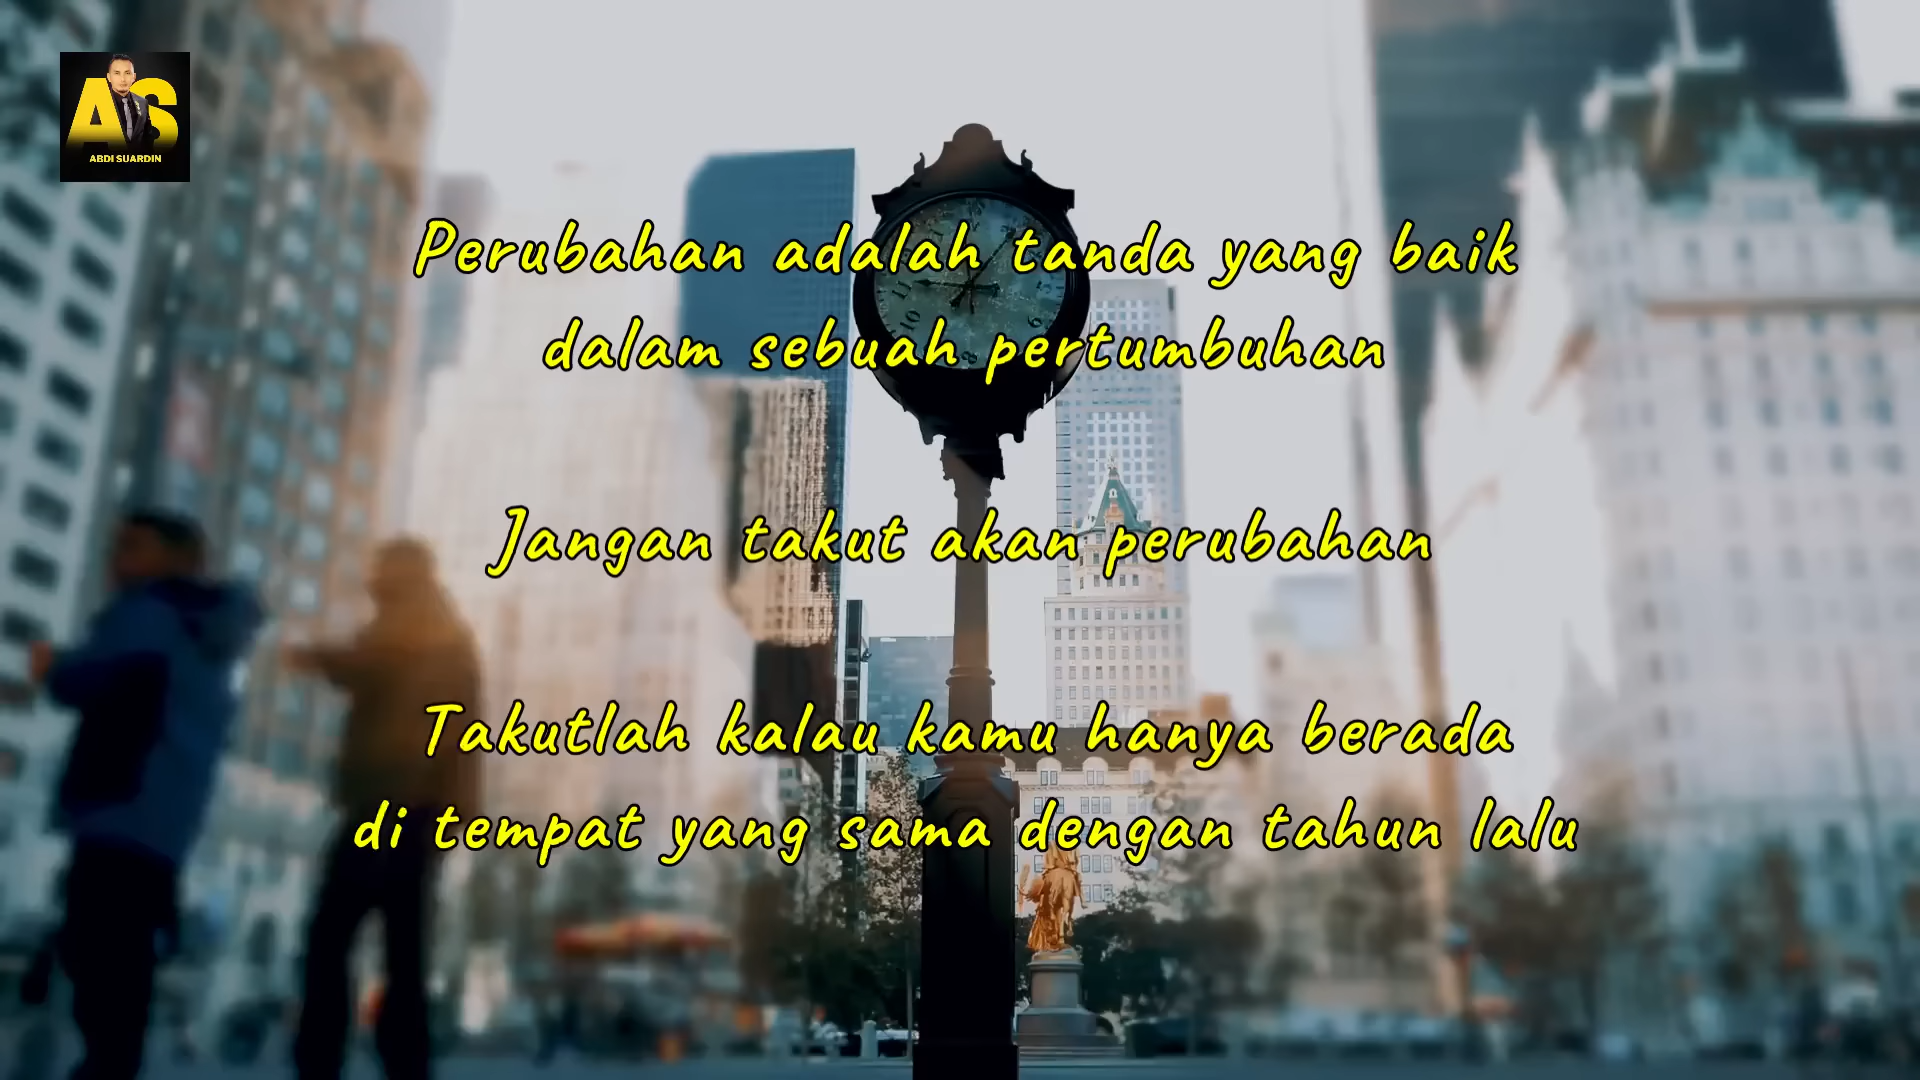 AS
ABDI SUARDIN
Perubahan adalah tanda yang baik
dalam sebuah pertumbuhan
Jangan takut akan perubahan
Takutlah kalau kamu hanya berada
di tempat yang sama dengan tahun lalu